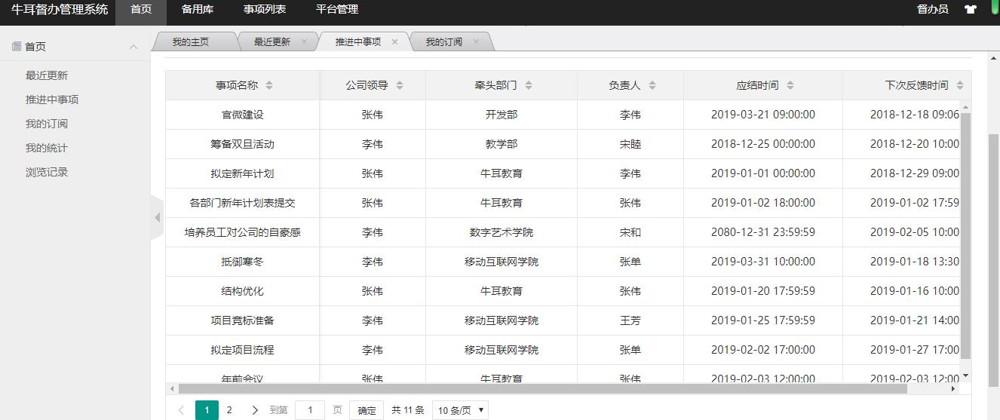 牛耳督办管理系统 首页 备用库 事项列表 平台管理 督办员
首页
最近更新
推进中事项
我的订阅
我的统计
浏览记录
我的主页 最近更新 推进中事项 我的订阅
事项名称 公司领导 牵头部门 负责人 应结时间 下次反馈时间
官微建设 张伟 开发部 李伟 2019-03-21 09:00:00 2018-12-18 09:06
筹备双旦活动 李伟 教学部 宋睦 2018-12-25 00:00:00 2018-12-20 10:00
拟定新年计划 张伟 牛耳教育 李伟 2019-01-01 00:00:00 2018-12-29 09:00
各部门新年计划表提交 张伟 牛耳教育 张伟 2019-01-02 18:00:00 2019-01-02 17:59
培养员工对公司的自豪感 李伟 数字艺术学院 宋和 2080-12-31 23:59:59 2019-02-05 10:00
抵御寒冬 李伟 移动互联网学院 张单 2019-03-31 10:00:00 2019-01-18 13:30
结构优化 张伟 牛耳教育 张伟 2019-01-20 17:59:59 2019-01-16 10:00
项目竞标准备 李伟 移动互联网学院 王芳 2019-01-25 17:59:59 2019-01-21 14:00
拟定项目流程 李伟 移动互联网学院 张单 2019-02-02 17:00:00 2019-01-27 17:00
年前会议 张伟 牛耳教育 张伟 2019-02-03 12:00:00 2019-02-03 12:00
1 2 到第 1 页 确定 共 11 条 10 条/页